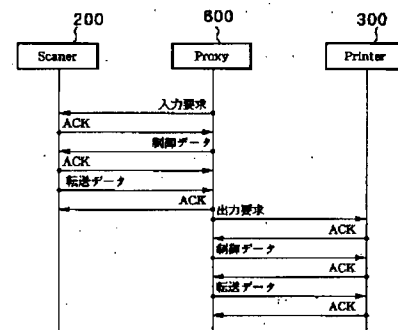 200
600
300
Scaner
Proxy
Printer
入力要求
ACK
制御データ
ACK
転送データ
ACK
出力要求
ACK
制御データ
ACK
転送データ
ACK